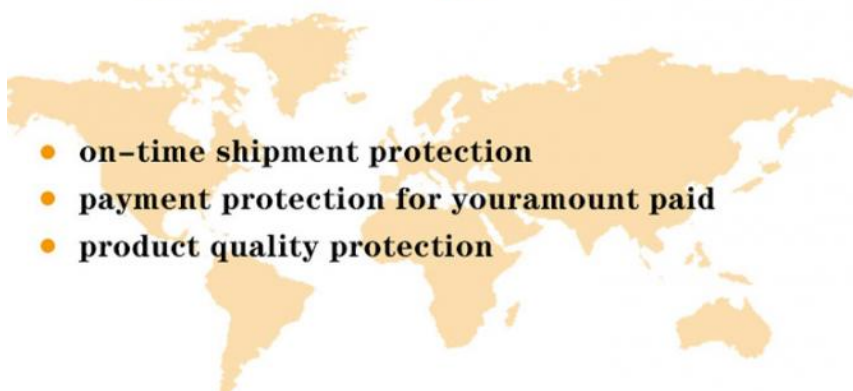 on-time shipment protection
payment protection for youramount paid
product quality protection